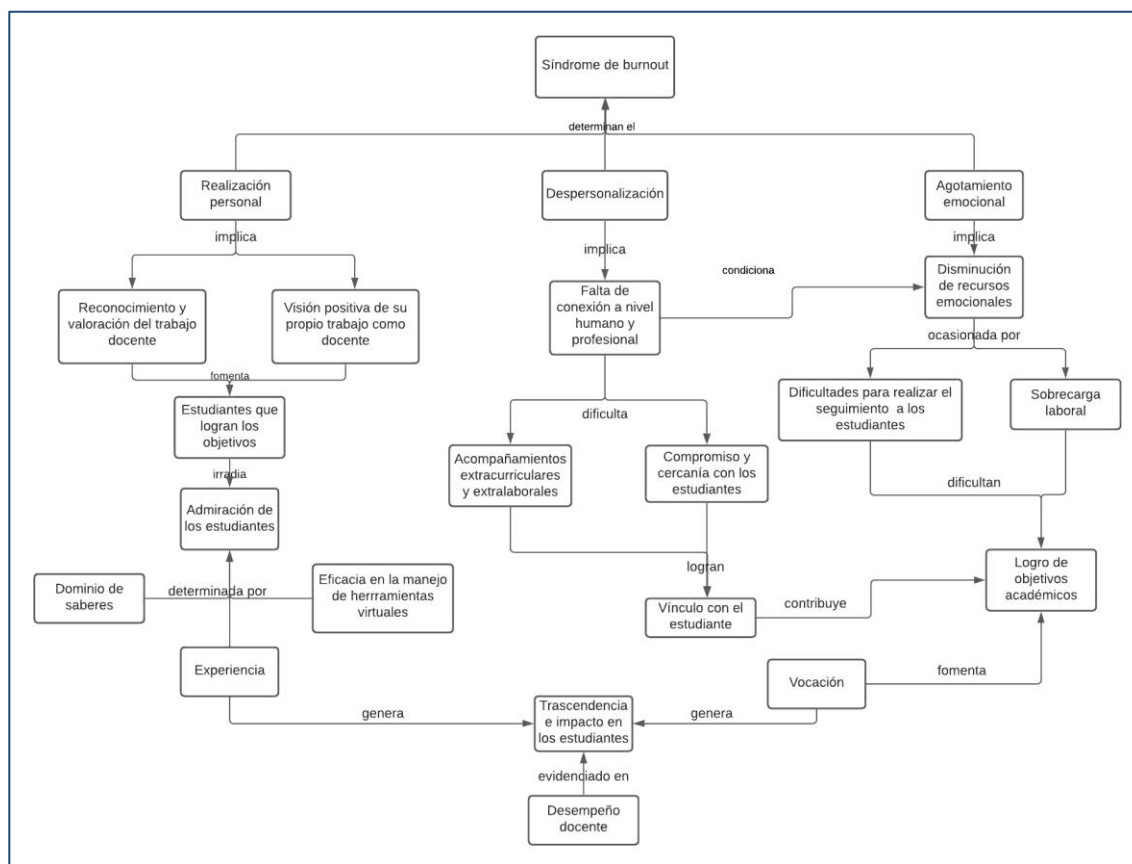 Síndrome de burnout
determinan el
Realización
personal
Despersonalización
Agotamiento
emocional
implica
implica
implica
condiciona
Reconocimiento y
valoración del trabajo
docente
Visión positiva de su
propio trabajo como
docente
Falta de
conexión a nivel
humano y
profesional
Disminución
de recursos
emocionales
ocasionada por
fomenta
Estudiantes que
logran los
objetivos
dificulta
Dificultades para realizar el
seguimiento a los
estudiantes
Sobrecarga
laboral
irradia
Acompañamientos
extracurriculares
y extralaborales
Compromiso y
cercanía con los
estudiantes
dificultan
Admiración de
los estudiantes
Dominio de
saberes
determinada por
Eficacia en la manejo
de herrramientas
virtuales
logran
Vínculo con el
estudiante
contribuye
Logro de
objetivos
académicos
Experiencia
Vocación
fomenta
genera
Trascendencia
e impacto en
los estudiantes
genera
evidenciado en
Desempeño
docente